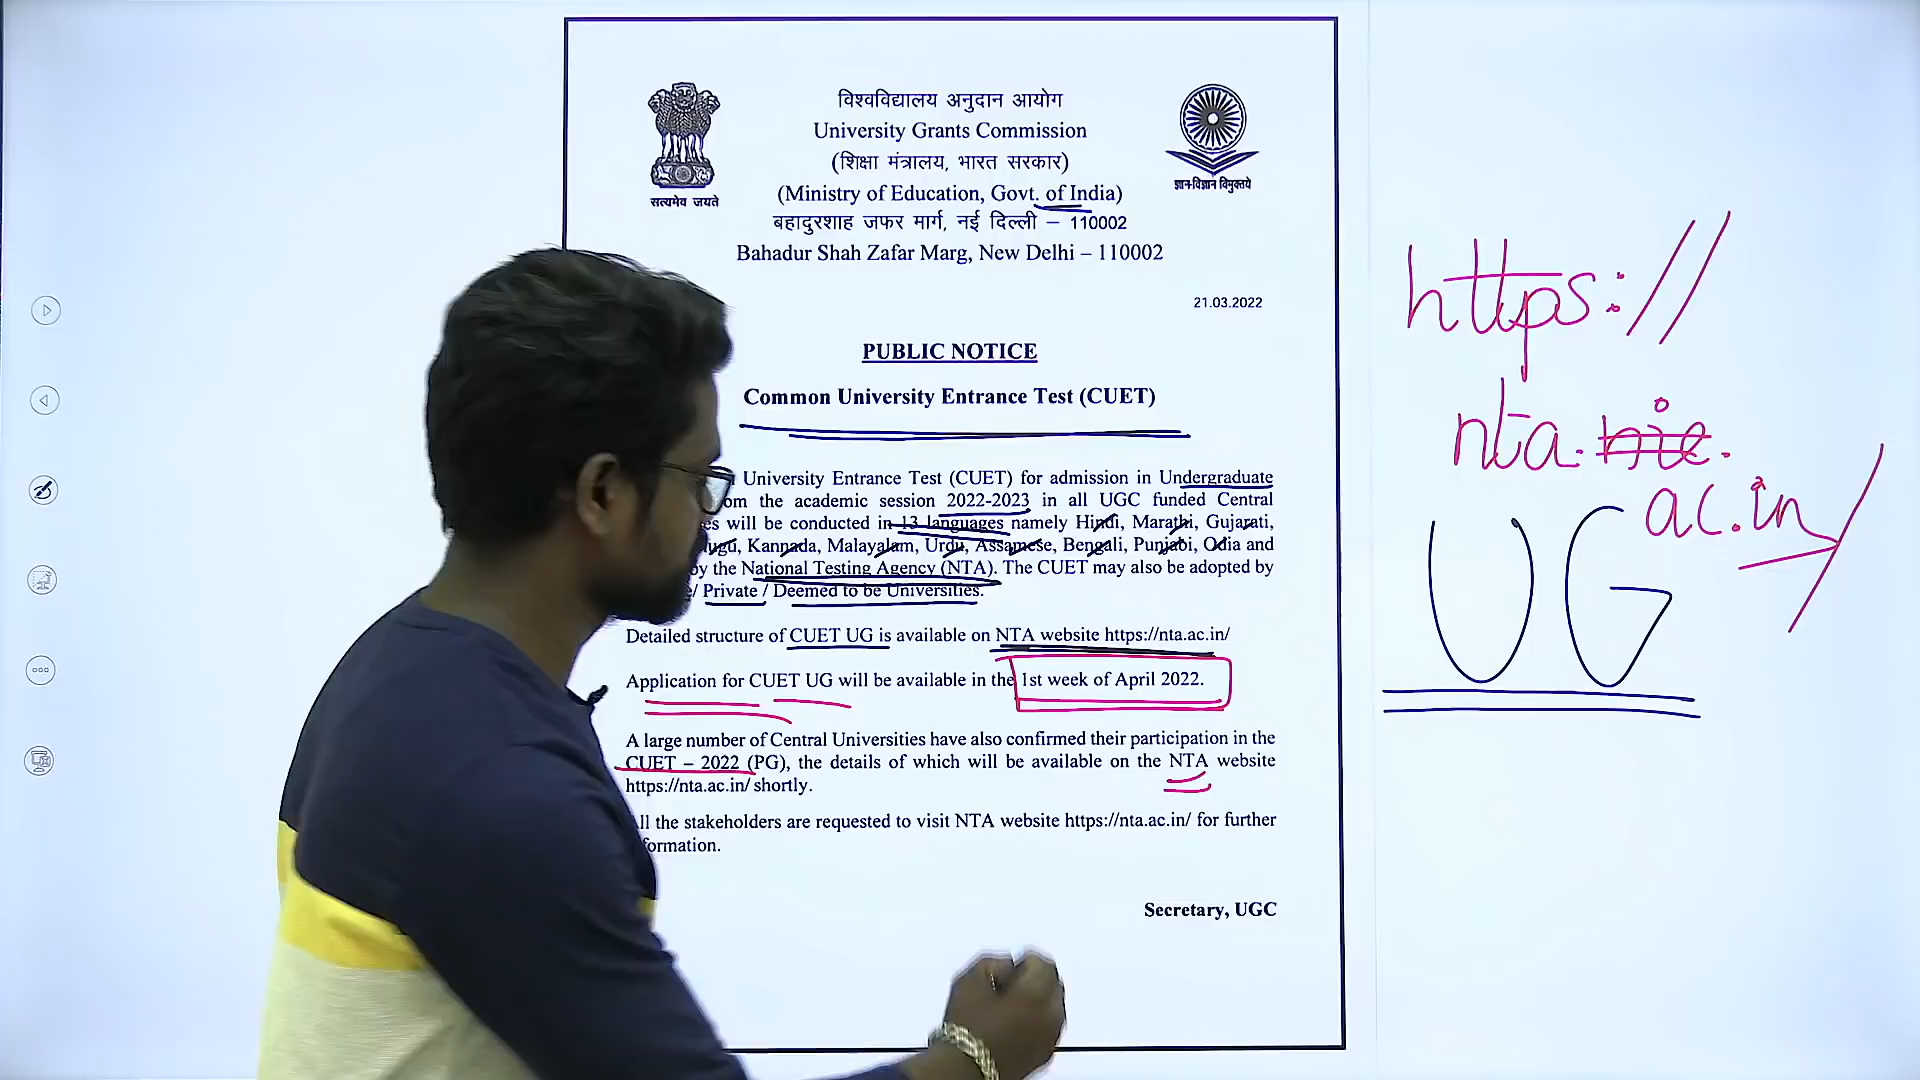 विश्वविद्यालय अनुदान आयोग
University Grants Commission
(शिक्षा मंत्रालय, भारत सरकार)
(Ministry of Education, Govt. of India)
बहादुरशाह जफर मार्ग, नई दिल्ली – 110002
Bahadur Shah Zafar Marg, New Delhi – 110002
सत्यमेव जयते
ज्ञान-विज्ञान विमुक्तये
21.03.2022
PUBLIC NOTICE
Common University Entrance Test (CUET)
University Entrance Test (CUET) for admission in Undergraduate
om the academic session 2022-2023 in all UGC funded Central
es will be conducted in 13 languages namely Hindi, Marathi, Gujarati,
lugu, Kannada, Malayalam, Urdu, Assamese, Bengali, Punjabi, Odia and
by the National Testing Agency (NTA). The CUET may also be adopted by
/ Private / Deemed to be Universities.
Detailed structure of CUET UG is available on NTA website https://nta.ac.in/
Application for CUET UG will be available in the 1st week of April 2022.
A large number of Central Universities have also confirmed their participation in the
CUET – 2022 (PG), the details of which will be available on the NTA website
https://nta.ac.in/ shortly.
ll the stakeholders are requested to visit NTA website https://nta.ac.in/ for further
formation.
Secretary, UGC
https://
nta.nic.
ac.in/
UG